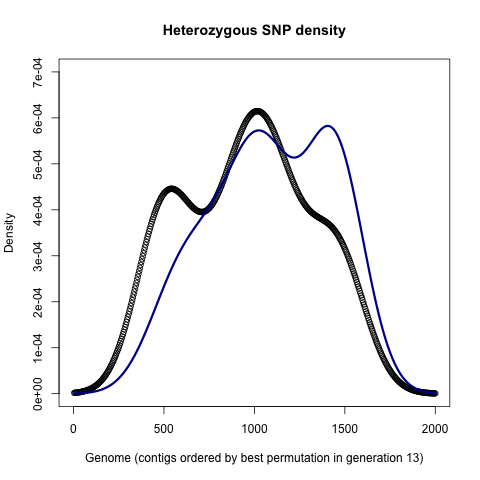 Heterozygous SNP density
Density
7e-04
6e-04
5e-04
4e-04
3e-04
2e-04
1e-04
0e+00
0 500 1000 1500 2000
Genome (contigs ordered by best permutation in generation 13)